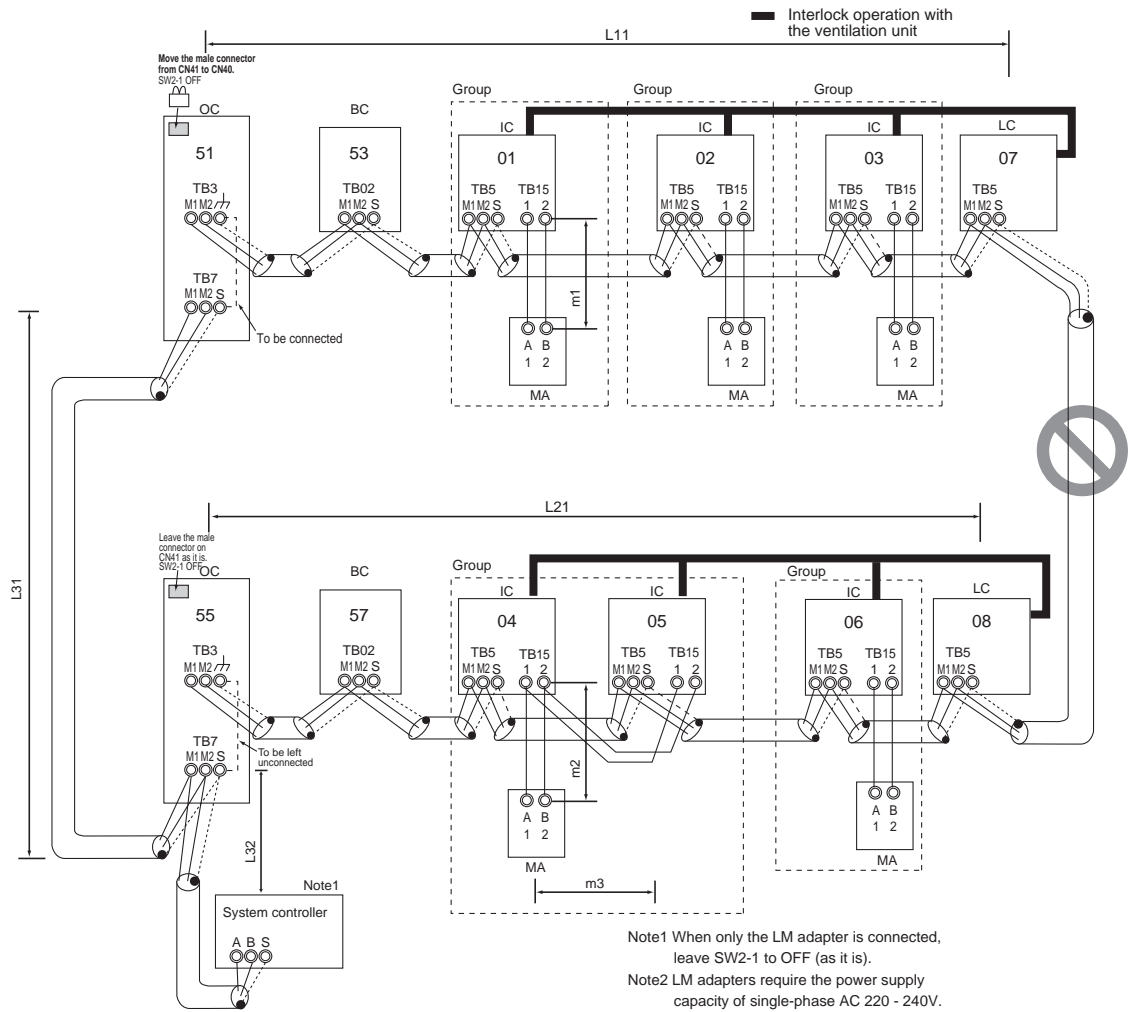 Interlock operation with
the ventilation unit
L11
Move the male connector
from CN41 to CN40.
SW2-1 OFF
OC
BC
Group
Group
Group
IC
IC
IC
LC
51
53
01
02
03
07
TB3
TB02
TB5 TB15
TB5 TB15
TB5 TB15
TB5
M1 M2
M1 M2 S
M1 M2 S 1 2
M1 M2 S 1 2
M1 M2 S 1 2
M1 M2 S
TB7
M1 M2 S
To be connected
m1
A B
1 2
MA
A B
1 2
MA
A B
1 2
MA
L31
L21
Leave the male
connector on
CN41 as it is.
SW2-1 OFF
OC
BC
Group
Group
IC
IC
IC
LC
55
57
04
05
06
08
TB3
TB02
TB5 TB15
TB5 TB15
TB5 TB15
TB5
M1 M2
M1 M2 S
M1 M2 S 1 2
M1 M2 S 1 2
M1 M2 S 1 2
M1 M2 S
TB7
M1 M2 S
To be left
unconnected
m2
A B
1 2
MA
A B
1 2
MA
m3
L32
Note1
System controller
A B S
Note1 When only the LM adapter is connected,
leave SW2-1 to OFF (as it is).
Note2 LM adapters require the power supply
capacity of single-phase AC 220 - 240V.